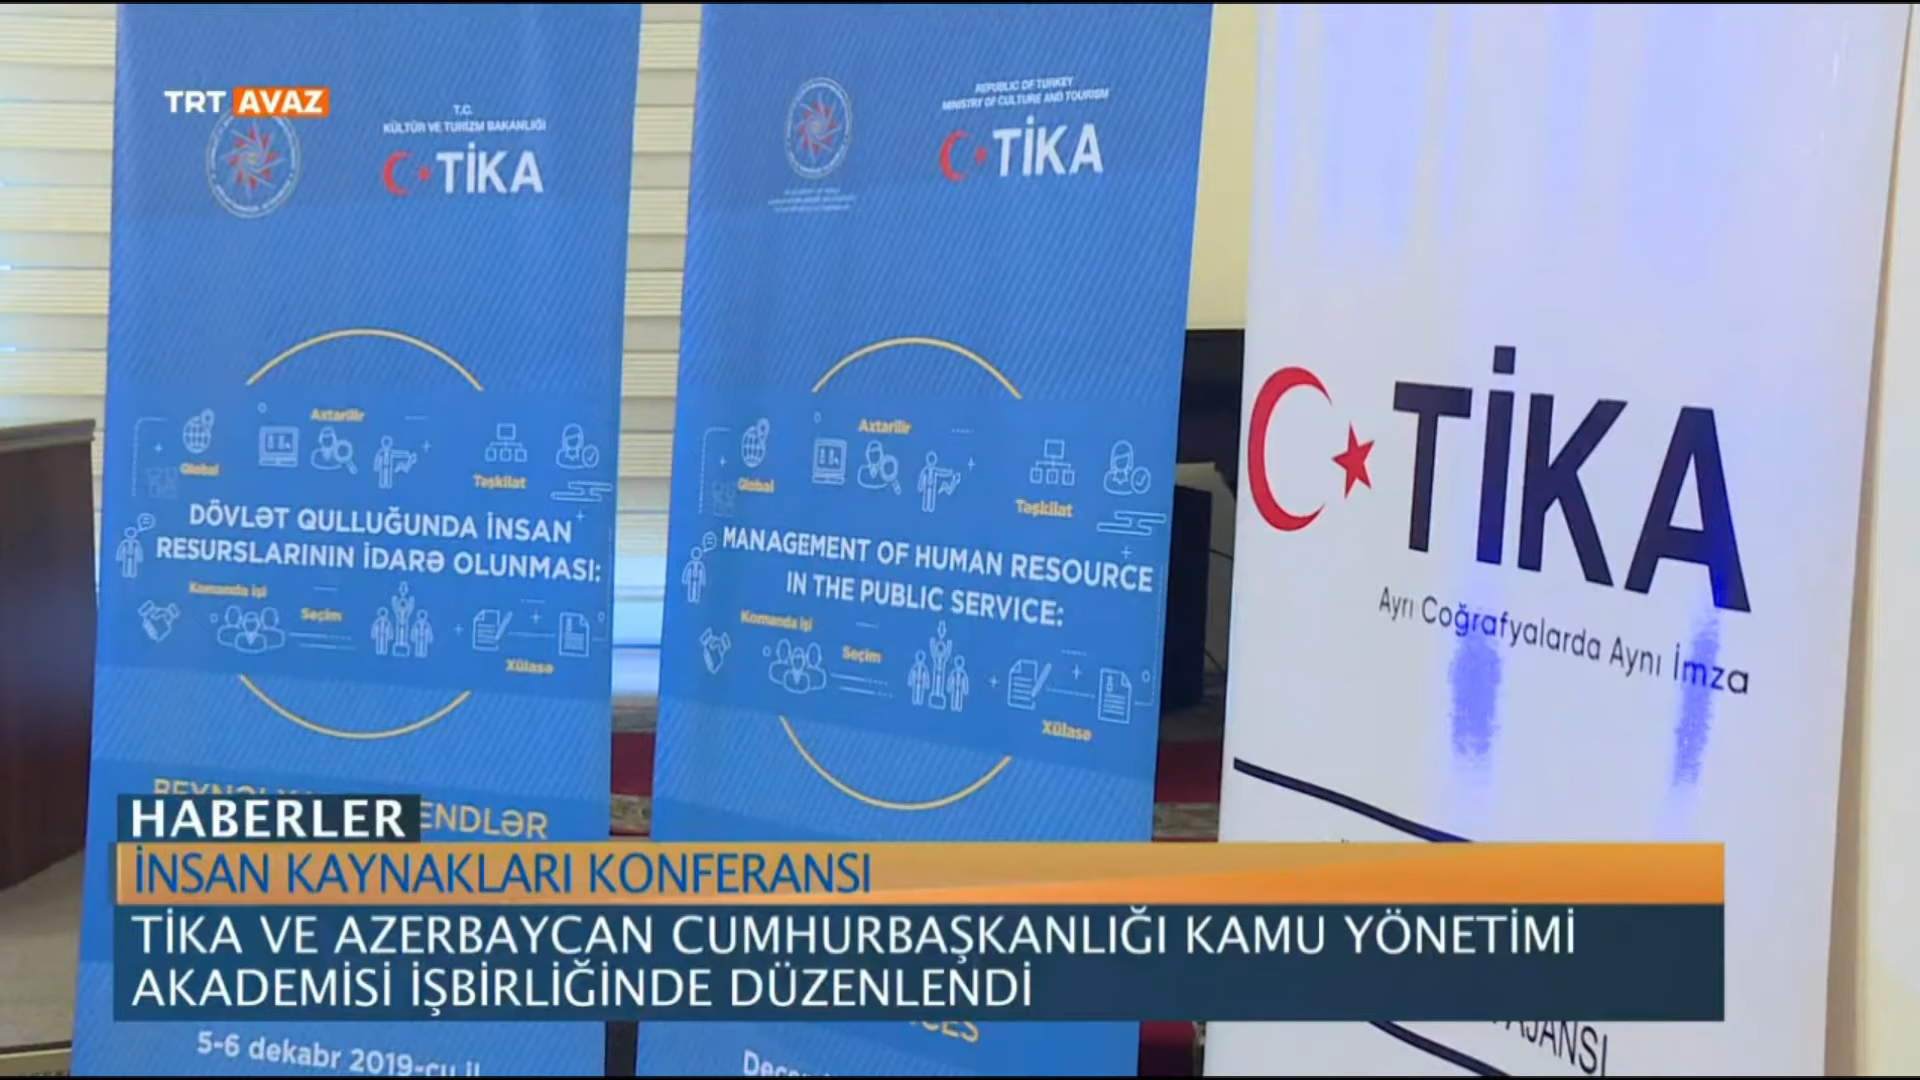 TRT AVAZ
T.C.
KÜLTÜR VE TURİZM BAKANLIĞI
TİKA
Axtarilir
Global
Təşkilat
DÖVLƏT QULLUĞUNDA İNSAN
RESURSLARININ İDARƏ OLUNMASI:
Komanda işi
Seçim
Xülasə
ENDLƏR
5-6 dekabr 2019-cu il
REPUBLIC OF TURKEY
MINISTRY OF CULTURE AND TOURISM
TİKA
Axtarilir
Global
Təşkilat
MANAGEMENT OF HUMAN RESOURCE
IN THE PUBLIC SERVICE:
Komanda işi
Seçim
Xülasə
TİKA
Ayrı Coğrafyalarda Aynı İmza
AJANSI
HABERLER
İNSAN KAYNAKLARI KONFERANSI
TİKA VE AZERBAYCAN CUMHURBAŞKANLIĞI KAMU YÖNETİMİ
AKADEMİSİ İŞBİRLİĞİNDE DÜZENLENDİ